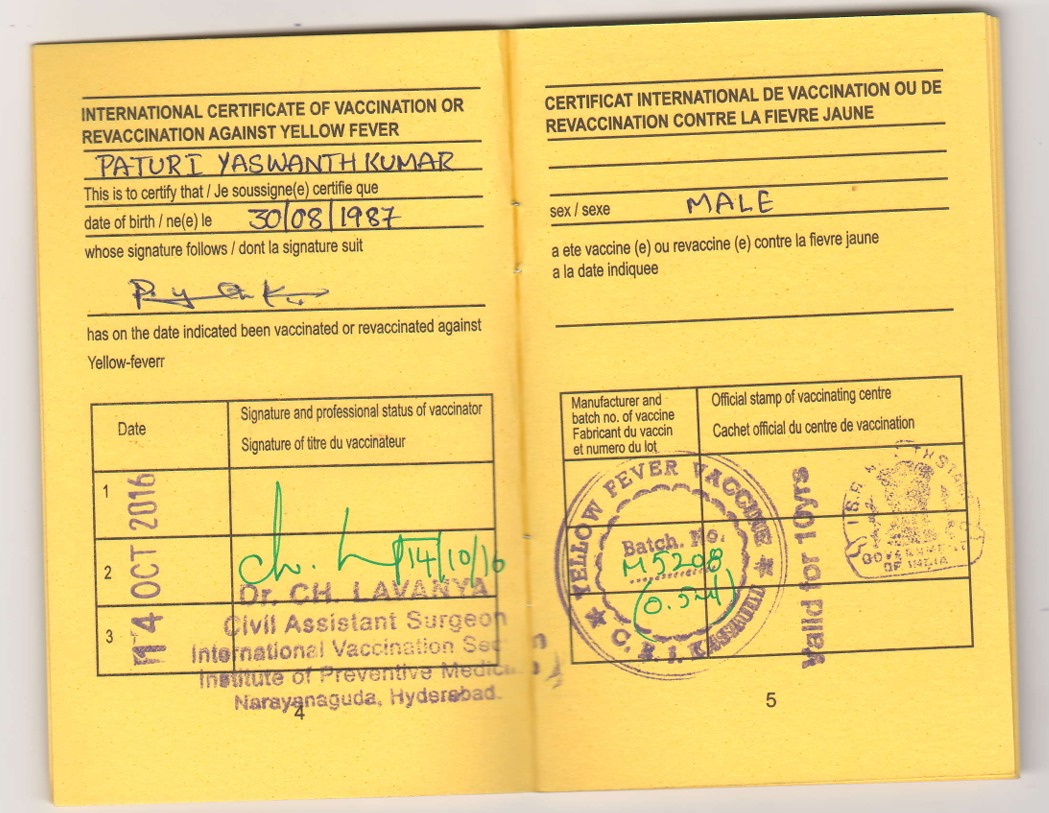 INTERNATIONAL CERTIFICATE OF VACCINATION OR
REVACCINATION AGAINST YELLOW FEVER
PATURI YASWANTH KUMAR
This is to certify that / Je soussigne(e) certifie que
date of birth / ne(e) le 30/08/1987
whose signature follows / dont la signature suit
has on the date indicated been vaccinated or revaccinated against
Yellow-feverr
Date
Signature and professional status of vaccinator
Signature of titre du vaccinateur
1
2
3
14 OCT 2016
14/10/16
Dr. CH. LAVANYA
Civil Assistant Surgeon
International Vaccination
Institute of Preventive
Narayanaguda, Hyderabad.
4
CERTIFICAT INTERNATIONAL DE VACCINATION OU DE
REVACCINATION CONTRE LA FIEVRE JAUNE
sex / sexe MALE
a ete vaccine (e) ou revaccine (e) contre la fievre jaune
a la date indiquee
Manufacturer and
batch no. of vaccine
Fabricant du vaccin
et numero du lot
Official stamp of vaccinating centre
Cachet official du centre de vaccination
YELLOW FEVER VACCINE
Batch. No.
M5208
(0.5ml)
C. R. I. KASAULI
Valid for 10yrs
GOVERNMENT
OF INDIA
5